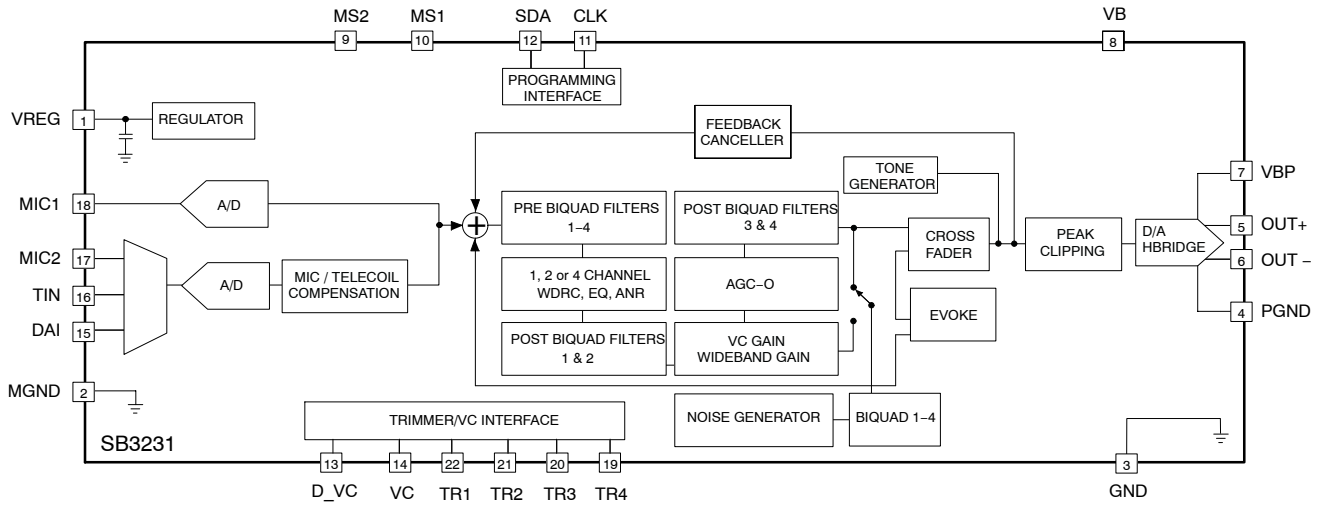 MS2
MS1
SDA
CLK
VB
9
10
12
11
8
PROGRAMMING
INTERFACE
VREG
1
REGULATOR
FEEDBACK
CANCELLER
TONE
GENERATOR
7
VBP
MIC1
18
A/D
PRE BIQUAD FILTERS
1–4
POST BIQUAD FILTERS
3 & 4
CROSS
FADER
PEAK
CLIPPING
D/A
HBRIDGE
5
OUT+
6
OUT –
MIC2
17
TIN
16
DAI
15
A/D
MIC / TELECOIL
COMPENSATION
1, 2 or 4 CHANNEL
WDRC, EQ, ANR
AGC–O
EVOKE
4
PGND
POST BIQUAD FILTERS
1 & 2
VC GAIN
WIDEBAND GAIN
MGND
2
NOISE GENERATOR
BIQUAD 1–4
TRIMMER/VC INTERFACE
SB3231
13
14
22
21
20
19
3
D_VC
VC
TR1
TR2
TR3
TR4
GND